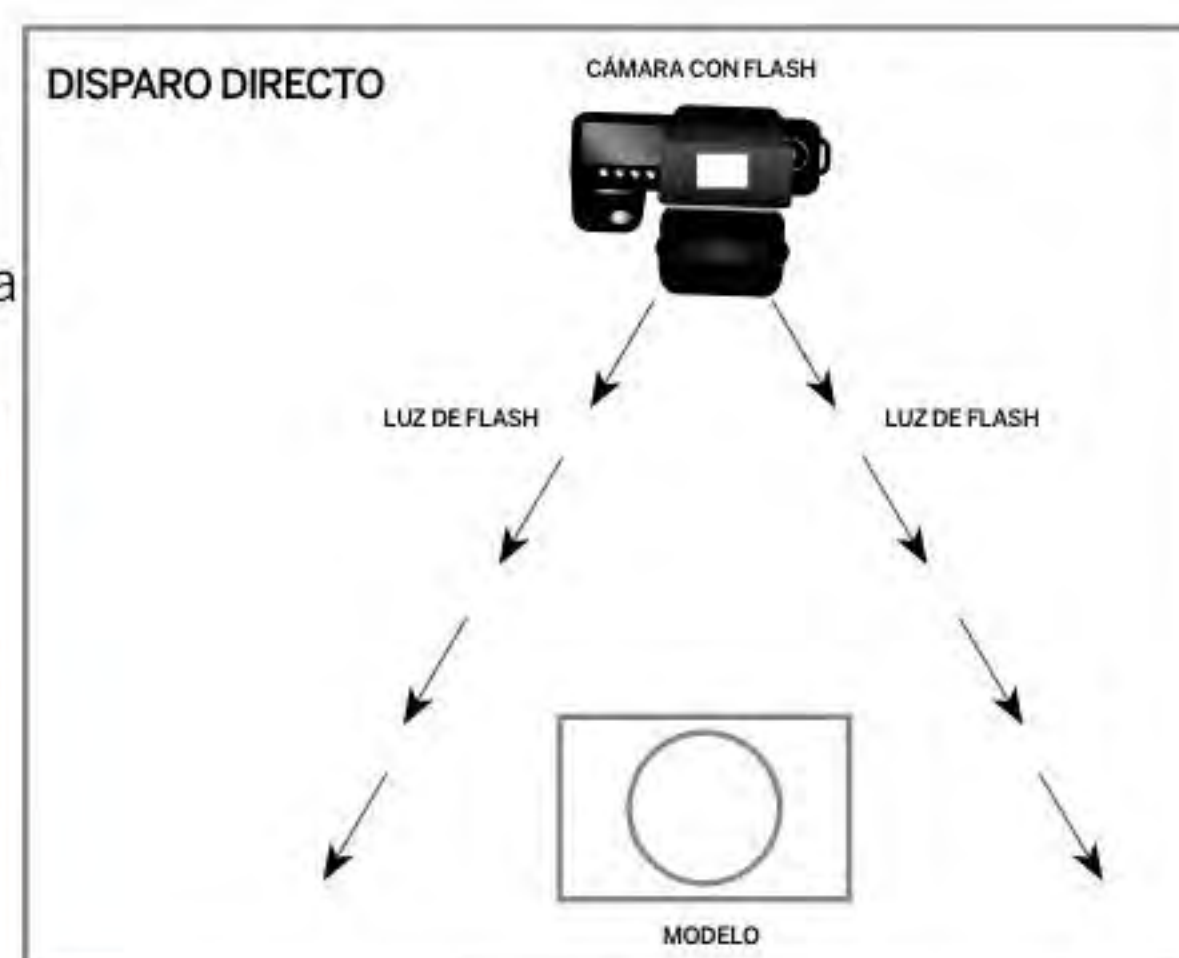 DISPARO DIRECTO
CÁMARA CON FLASH
a
LUZ DE FLASH
LUZ DE FLASH
MODELO